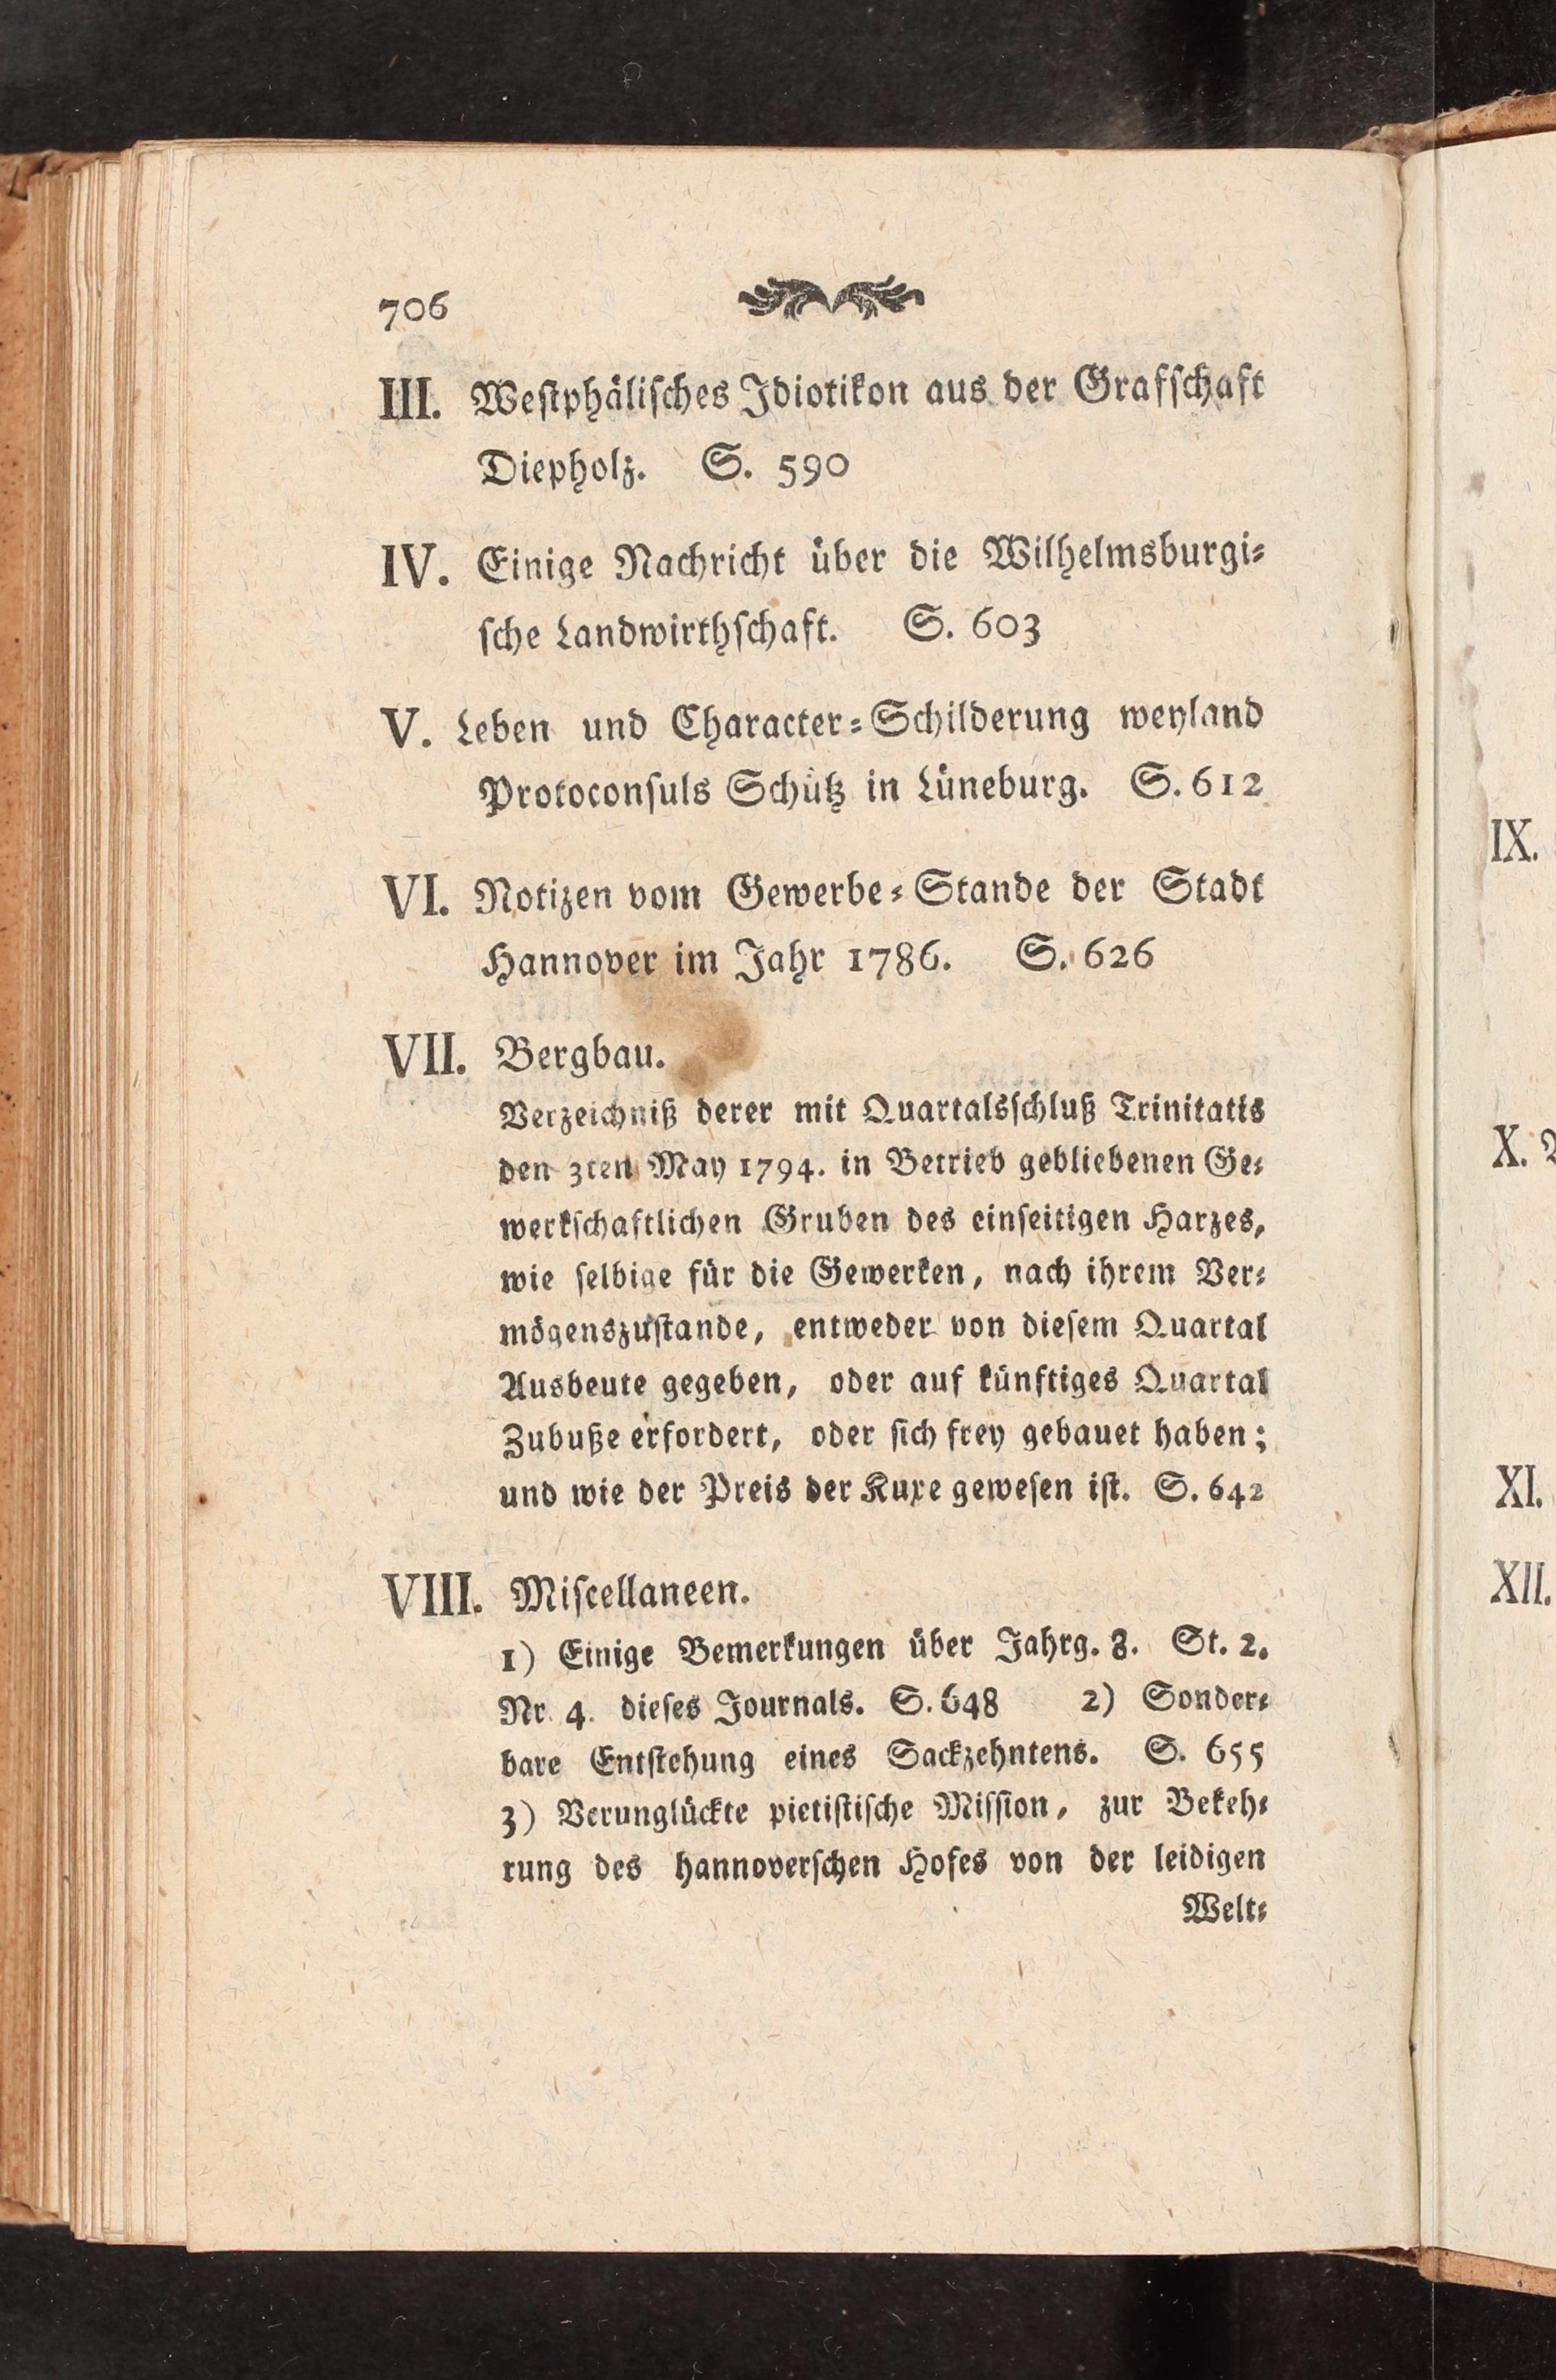 706
III. Weſtphäliſches Idiotikon aus der Grafſchaft
Diepholz. S. 590
IV. Einige Nachricht über die Wilhelmsburgi⸗
ſche Landwirthſchaft. S. 603
V. Leben und Character⸗Schilderung weyland
Protoconſuls Schütz in Lüneburg. S. 612
VI. Notizen vom Gewerbe⸗Stande der Stadt
Hannover im Jahr 1786. S. 626
VII. Bergbau.
Verzeichniß derer mit Quartalsſchluß Trinitatis
den 3ten May 1794. in Betrieb gebliebenen Ge⸗
werkſchaftlichen Gruben des einſeitigen Harzes,
wie ſelbige für die Gewerken, nach ihrem Ver⸗
mögenszuſtande, entweder von dieſem Quartal
Ausbeute gegeben, oder auf künftiges Quartal
Zubuße erfordert, oder ſich frey gebauet haben;
und wie der Preis der Kuxe geweſen iſt. S. 642
VIII. Miſcellaneen.
1) Einige Bemerkungen über Jahrg. 8. St. 2.
Nr. 4. dieſes Journals. S. 648 2) Sonder⸗
bare Entſtehung eines Sackzehntens. S. 655
3) Verunglückte pietiſtiſche Miſſion, zur Bekeh⸗
rung des hannoverſchen Hofes von der leidigen
Welt⸗
IX.
X.
XI.
XII.